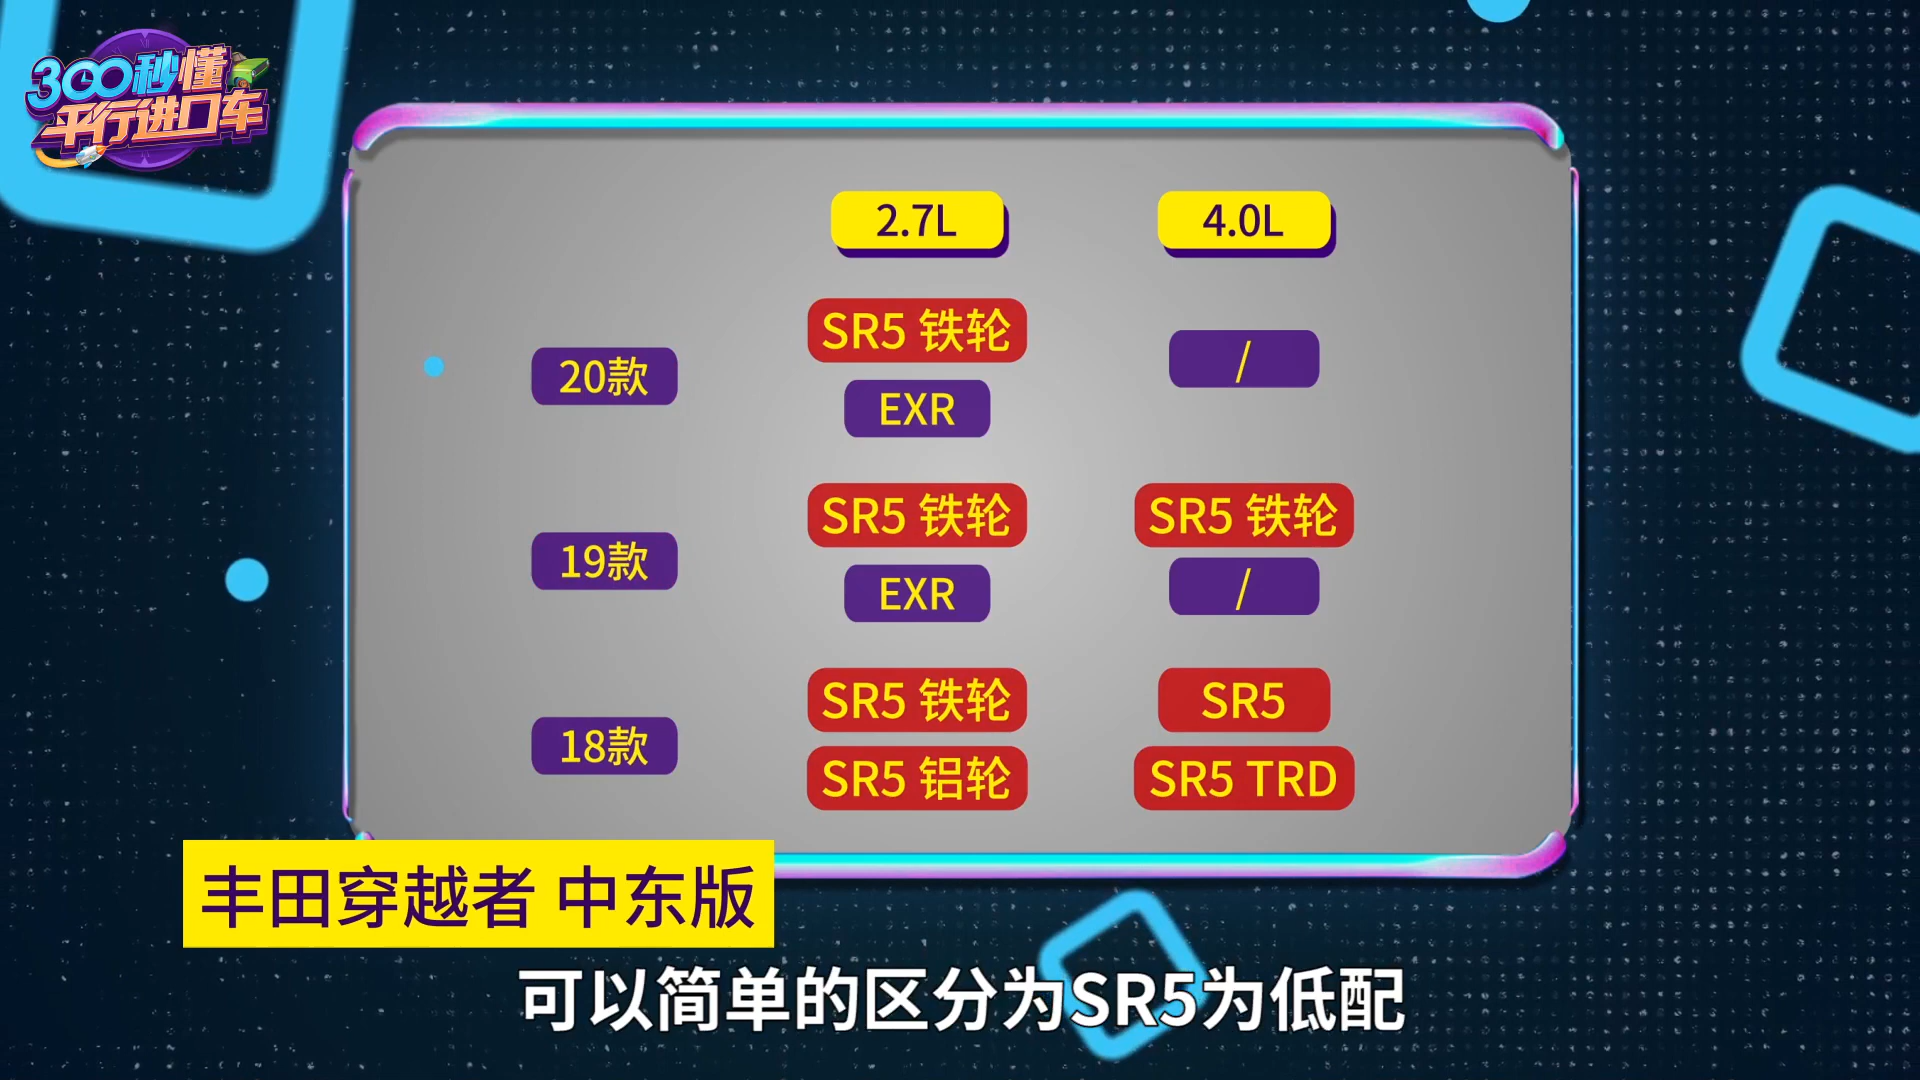 300秒懂
平行进口车
2.7L 4.0L
20款 SR5 铁轮 /
EXR
19款 SR5 铁轮 SR5 铁轮
EXR /
18款 SR5 铁轮 SR5
SR5 铝轮 SR5 TRD
丰田穿越者 中东版
可以简单的区分为SR5为低配